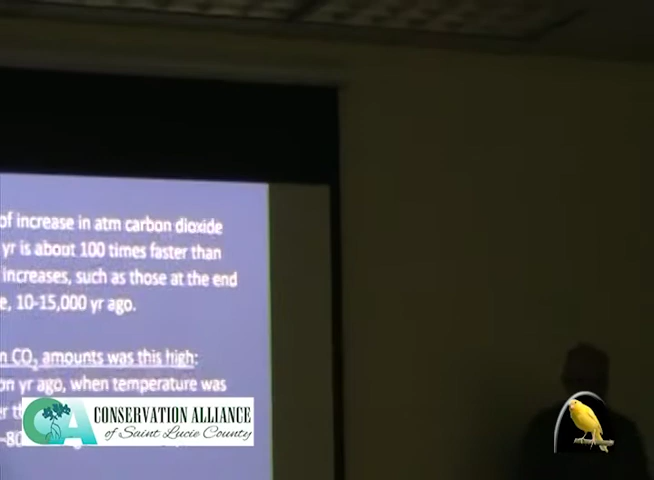 of increase in atm carbon dioxide
yr is about 100 times faster than
increases, such as those at the end
e, 10-15,000 yr ago.
n CO₂ amounts was this high:
on yr ago, when temperature was
CA
CONSERVATION ALLIANCE
of Saint Lucie County